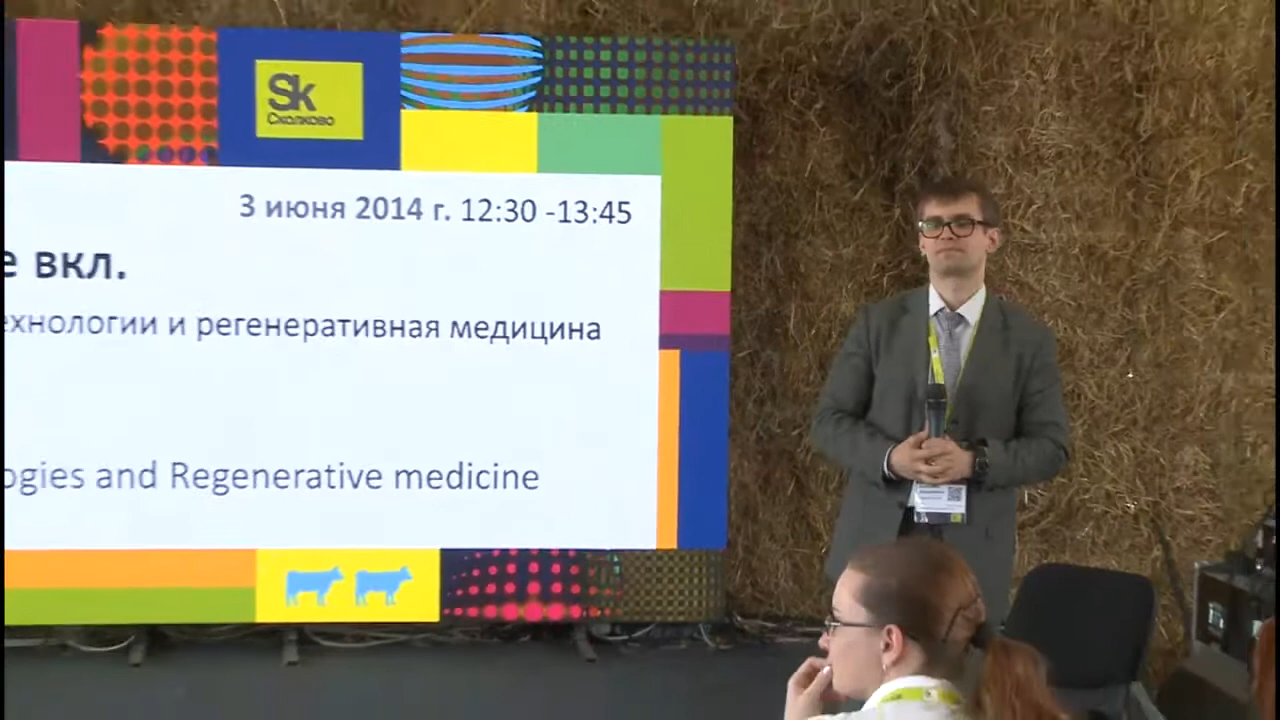 Sk
Сколково
3 июня 2014 г. 12:30 -13:45
е вкл.
ехнологии и регенеративная медицина
ogies and Regenerative medicine